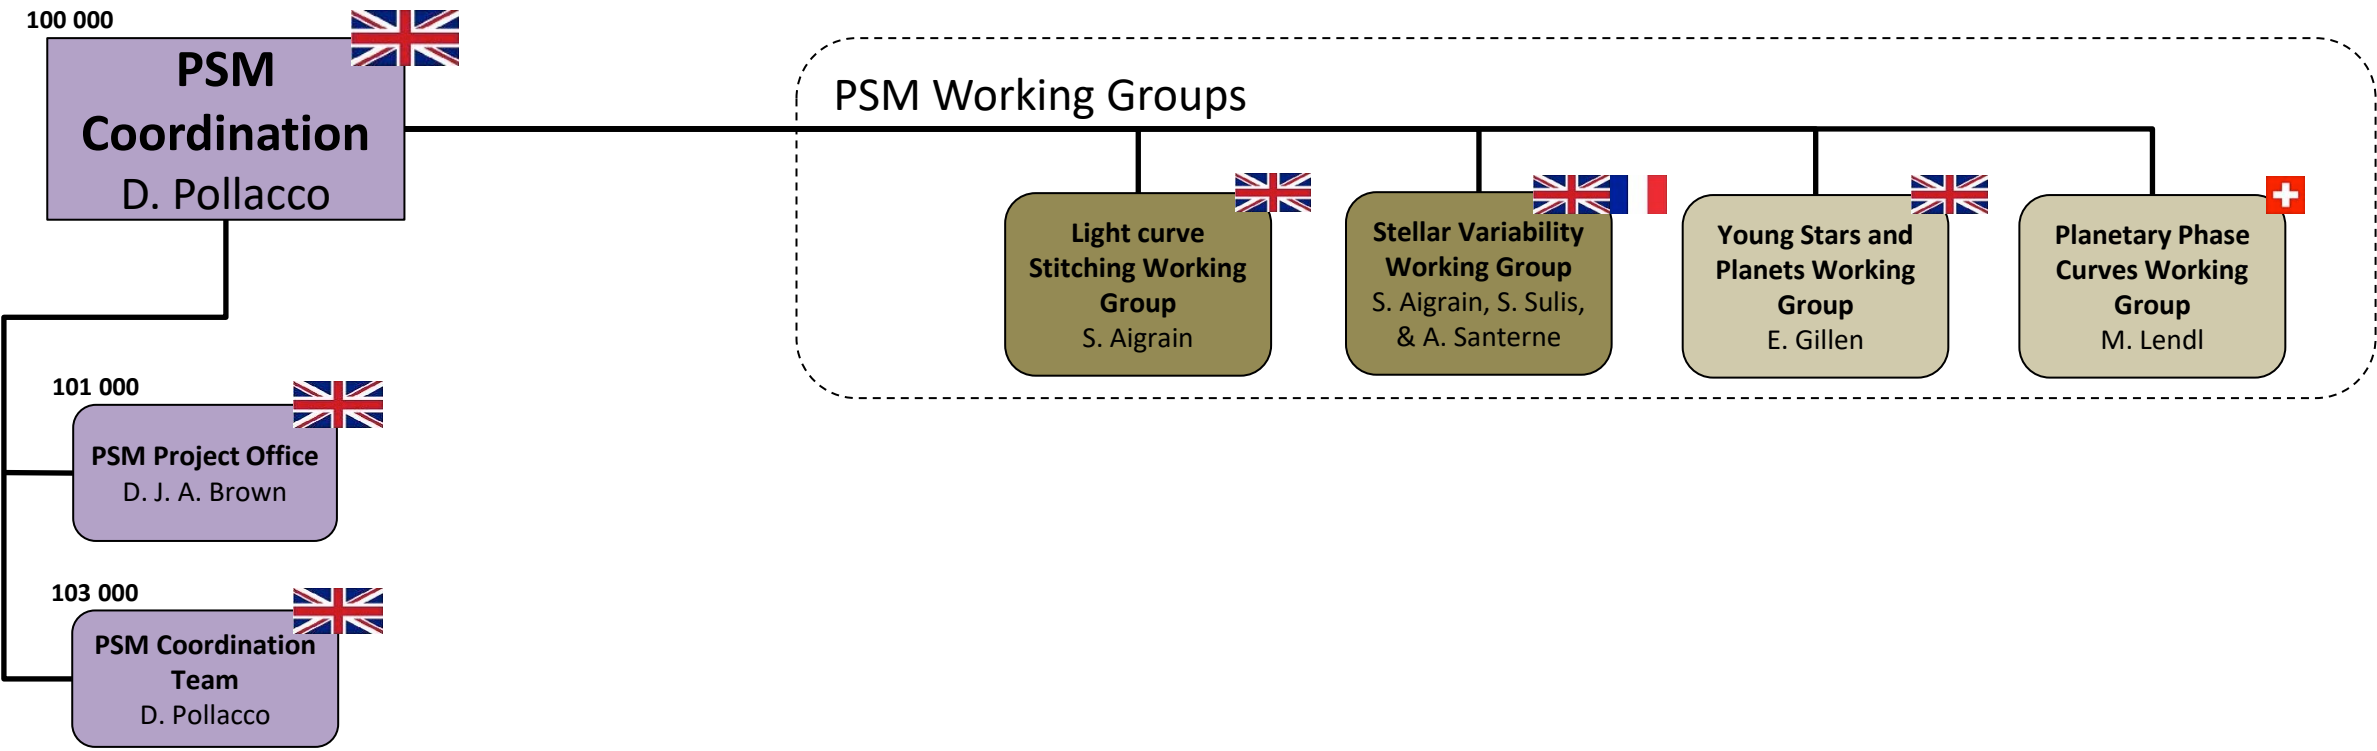 100 000
PSM
Coordination
D. Pollacco
PSM Working Groups
Light curve
Stitching Working
Group
S. Aigrain
Stellar Variability
Working Group
S. Aigrain, S. Sulis,
& A. Santerne
Young Stars and
Planets Working
Group
E. Gillen
Planetary Phase
Curves Working
Group
M. Lendl
101 000
PSM Project Office
D. J. A. Brown
103 000
PSM Coordination
Team
D. Pollacco